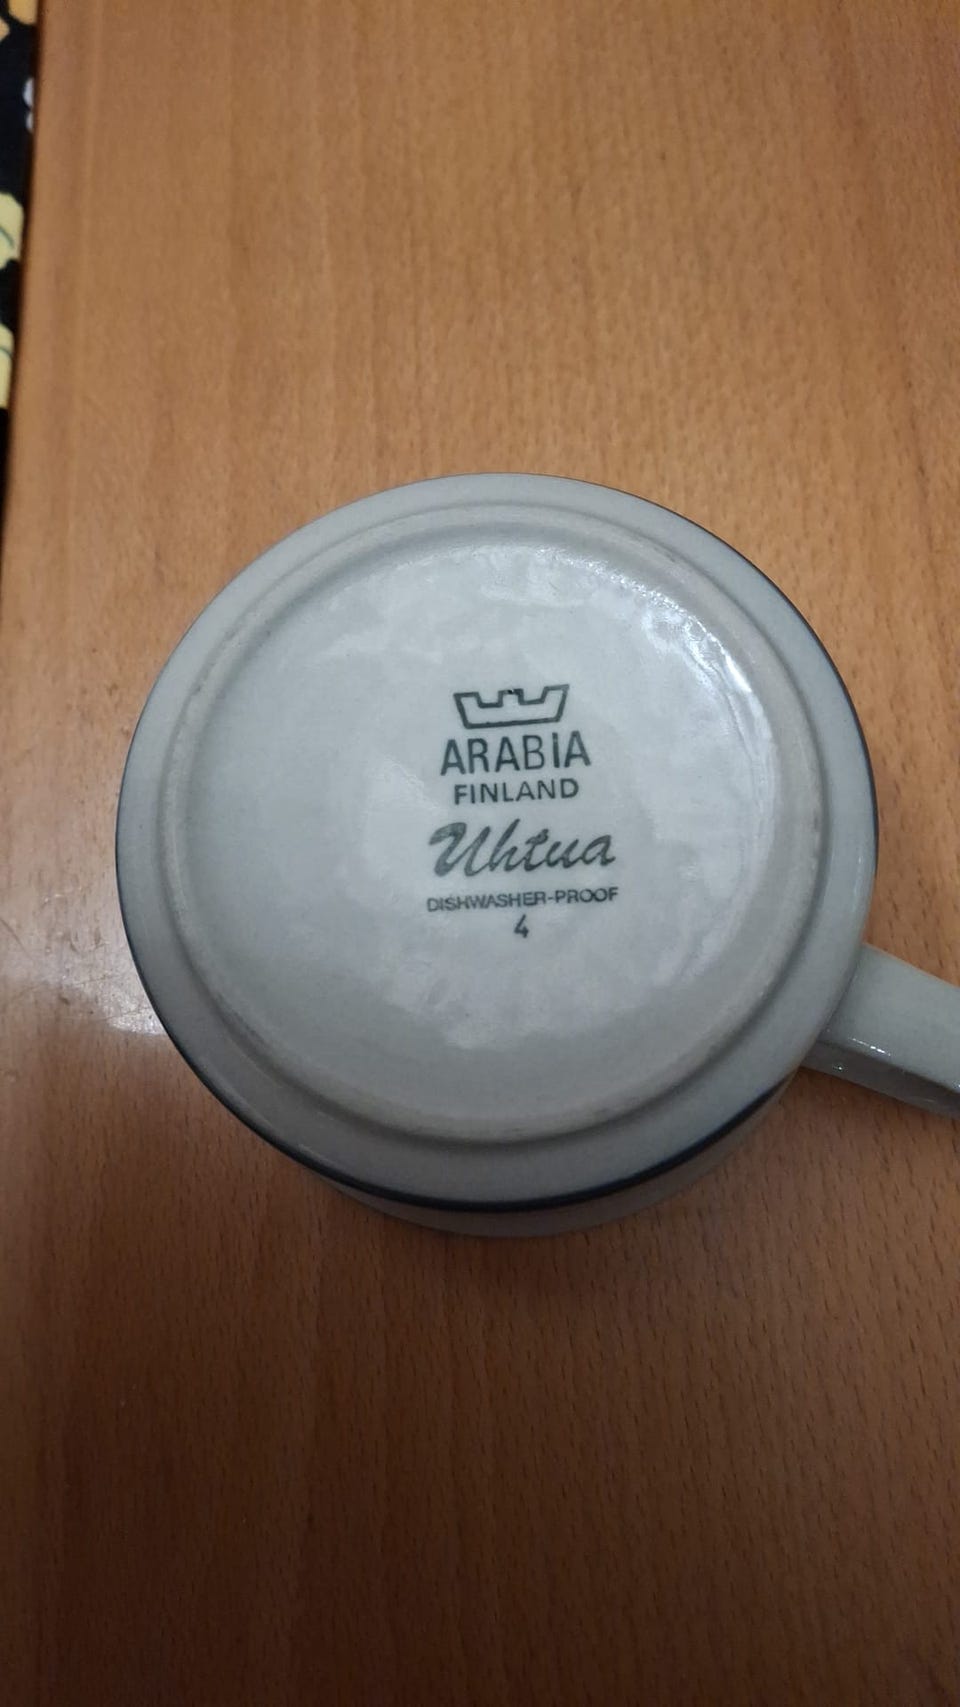 ARABIA
FINLAND
Uhtua
DISHWASHER-PROOF
4